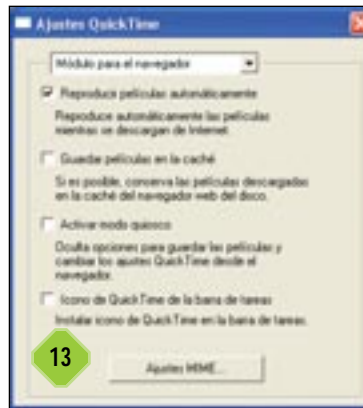 Ajustes QuickTime
Módulo para el navegador
Reproduce películas automáticamente
Reproduce automáticamente las películas
mientras se descargan de Internet.
Guardar películas en la caché
Si es posible, conserva las películas descargadas
en la caché del navegador web del disco.
Activar modo quiosco
Oculta opciones para guardar las películas y
cambiar los ajustes QuickTime desde el
navegador.
Icono de QuickTime de la barra de tareas
Instalar icono de QuickTime en la barra de tareas.
13
Ajustes MIME...